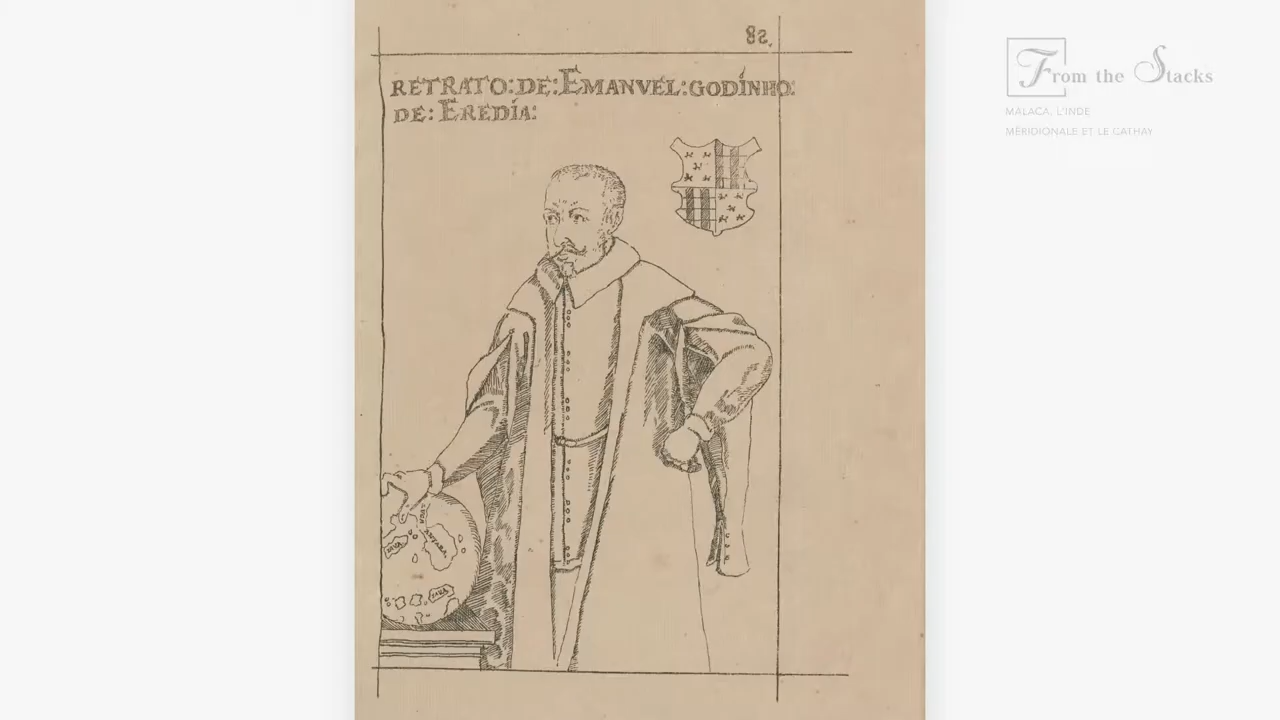 82.
RETRATO:DE:EMANVEL:GODINHO:
DE:EREDIA:
From the Stacks
MALACA, L'INDE
MÉRIDIONALE ET LE CATHAY